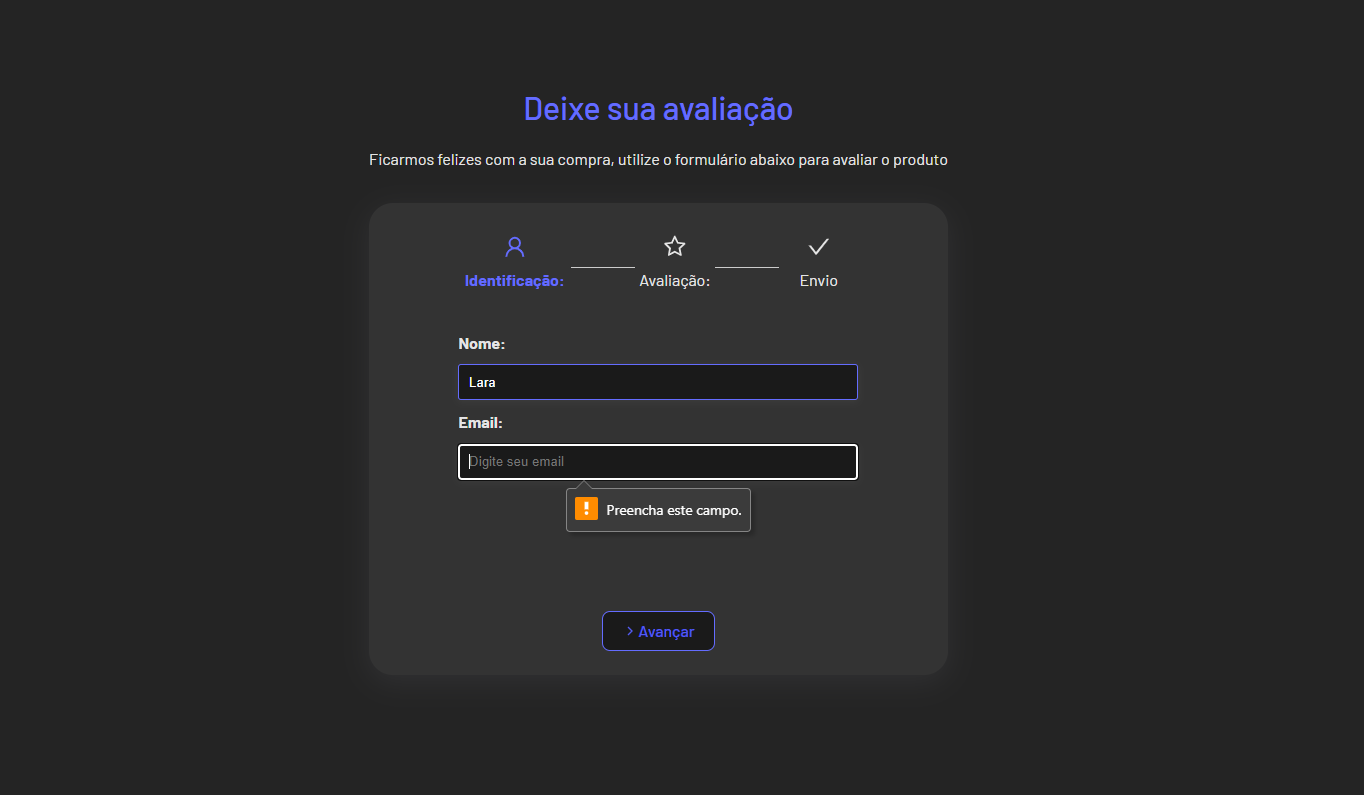 Deixe sua avaliação
Ficarmos felizes com a sua compra, utilize o formulário abaixo para avaliar o produto
Identificação: Avaliação: Envio
Nome:
Lara
Email:
Digite seu email
! Preencha este campo.
> Avançar